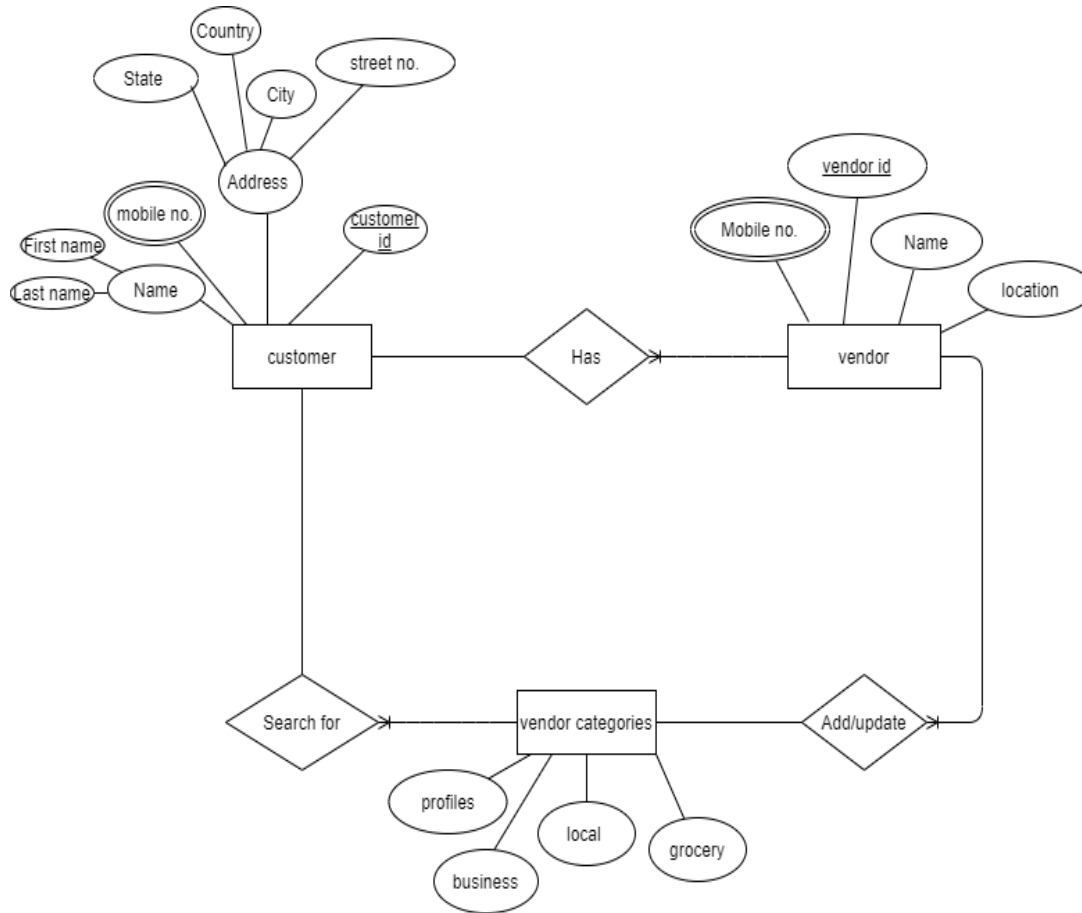 Country
State
street no.
City
Address
vendor id
mobile no.
customer
id
Mobile no.
Name
First name
Last name
Name
location
customer
Has
vendor
Search for
vendor categories
Add/update
profiles
local
grocery
business